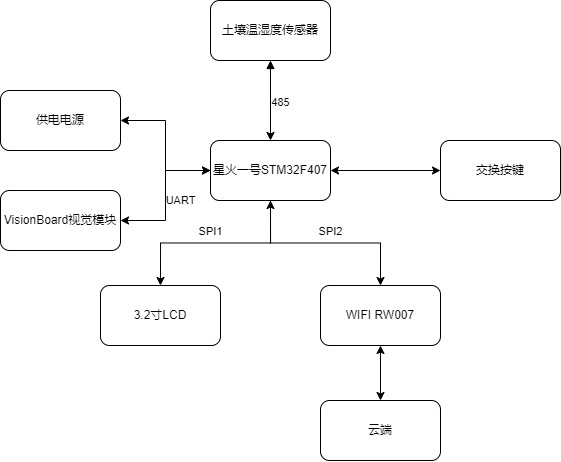 土壤温湿度传感器
485
供电电源
星火一号STM32F407
交换按键
UART
VisionBoard视觉模块
SPI1
SPI2
3.2寸LCD
WIFI RW007
云端